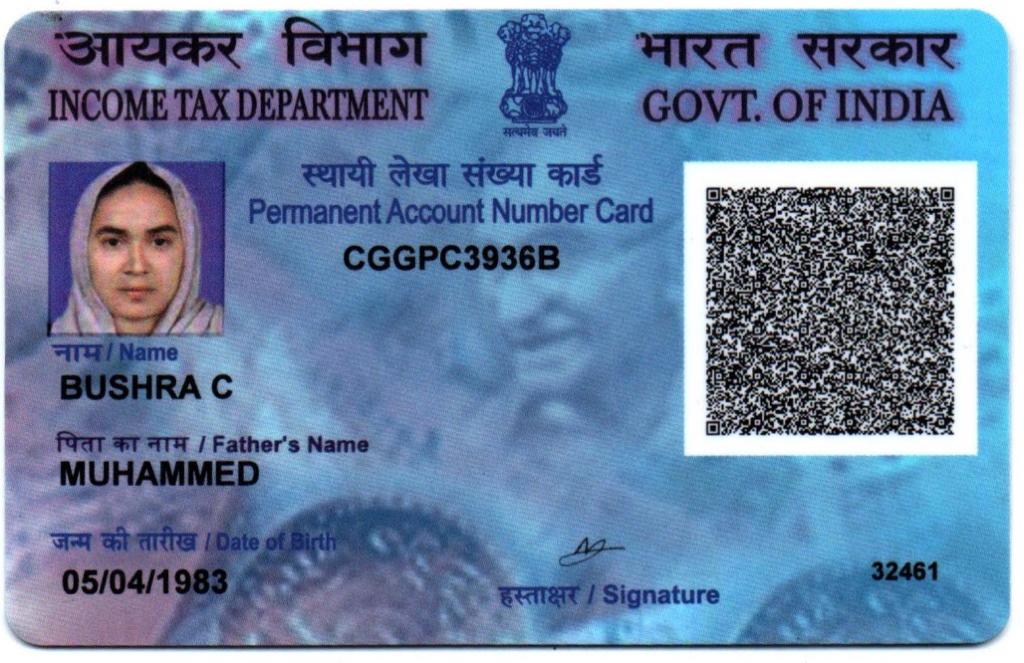 आयकर विभाग
INCOME TAX DEPARTMENT
सत्यमेव जयते
भारत सरकार
GOVT. OF INDIA
स्थायी लेखा संख्या कार्ड
Permanent Account Number Card
CGGPC3936B
नाम / Name
BUSHRA C
पिता का नाम / Father's Name
MUHAMMED
जन्म की तारीख / Date of Birth
05/04/1983
हस्ताक्षर / Signature
32461